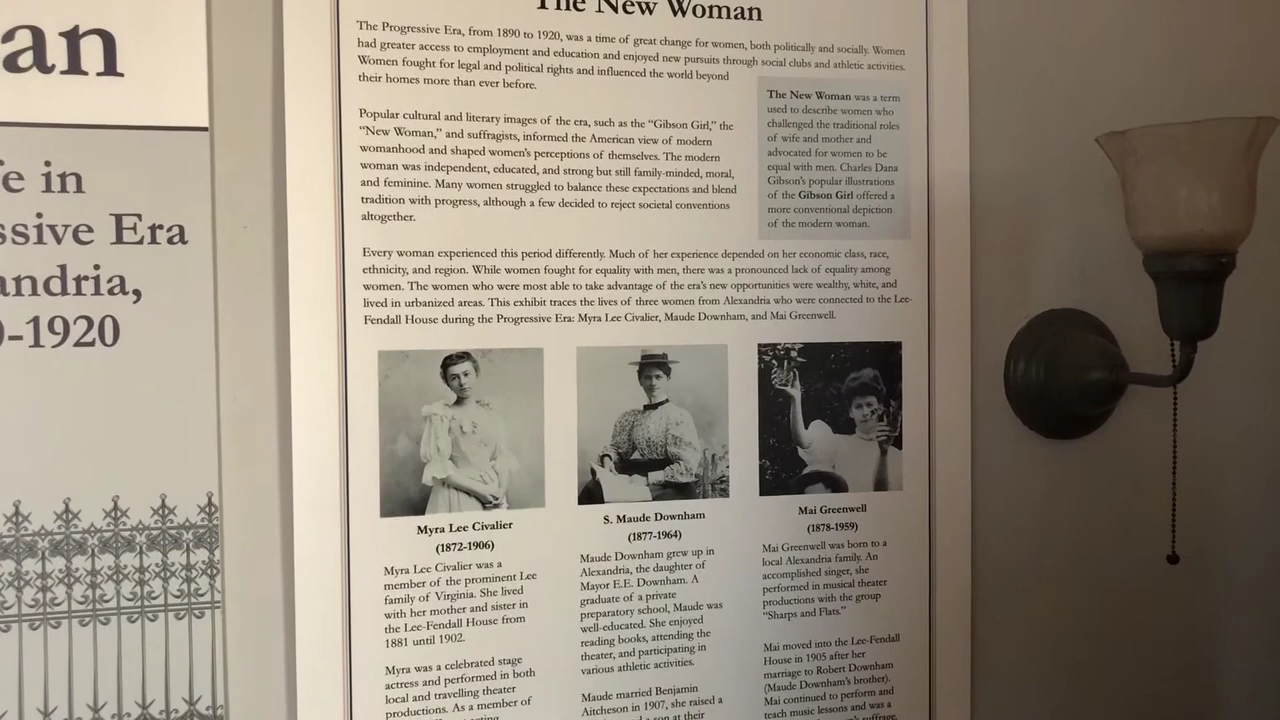 an
e in
ssive Era
andria,
-1920
The New Woman
The Progressive Era, from 1890 to 1920, was a time of great change for women, both politically and socially. Women
had greater access to employment and education and enjoyed new pursuits through social clubs and athletic activities.
Women fought for legal and political rights and influenced the world beyond
their homes more than ever before.
Popular cultural and literary images of the era, such as the “Gibson Girl,” the
“New Woman,” and suffragists, informed the American view of modern
womanhood and shaped women’s perceptions of themselves. The modern
woman was independent, educated, and strong but still family-minded, moral,
and feminine. Many women struggled to balance these expectations and blend
tradition with progress, although a few decided to reject societal conventions
altogether.
The New Woman was a term
used to describe women who
challenged the traditional roles
of wife and mother and
advocated for women to be
equal with men. Charles Dana
Gibson’s popular illustrations
of the Gibson Girl offered a
more conventional depiction
of the modern woman.
Every woman experienced this period differently. Much of her experience depended on her economic class, race,
ethnicity, and region. While women fought for equality with men, there was a pronounced lack of equality among
women. The women who were most able to take advantage of the era’s new opportunities were wealthy, white, and
lived in urbanized areas. This exhibit traces the lives of three women from Alexandria who were connected to the Lee-
Fendall House during the Progressive Era: Myra Lee Civalier, Maude Downham, and Mai Greenwell.
Myra Lee Civalier
(1872-1906)
Myra Lee Civalier was a
member of the prominent Lee
family of Virginia. She lived
with her mother and sister in
the Lee-Fendall House from
1881 until 1902.
Myra was a celebrated stage
actress and performed in both
local and travelling theater
productions. As a member of
S. Maude Downham
(1877-1964)
Maude Downham grew up in
Alexandria, the daughter of
Mayor E.E. Downham. A
graduate of a private
preparatory school, Maude was
well-educated. She enjoyed
reading books, attending the
theater, and participating in
various athletic activities.
Maude married Benjamin
Aitcheson in 1907, she raised a
son at their
Mai Greenwell
(1878-1959)
Mai Greenwell was born to a
local Alexandria family. An
accomplished singer, she
performed in musical theater
productions with the group
“Sharps and Flats.”
Mai moved into the Lee-Fendall
House in 1905 after her
marriage to Robert Downham
(Maude Downham’s brother).
Mai continued to perform and
teach music lessons and was a
suffrage,